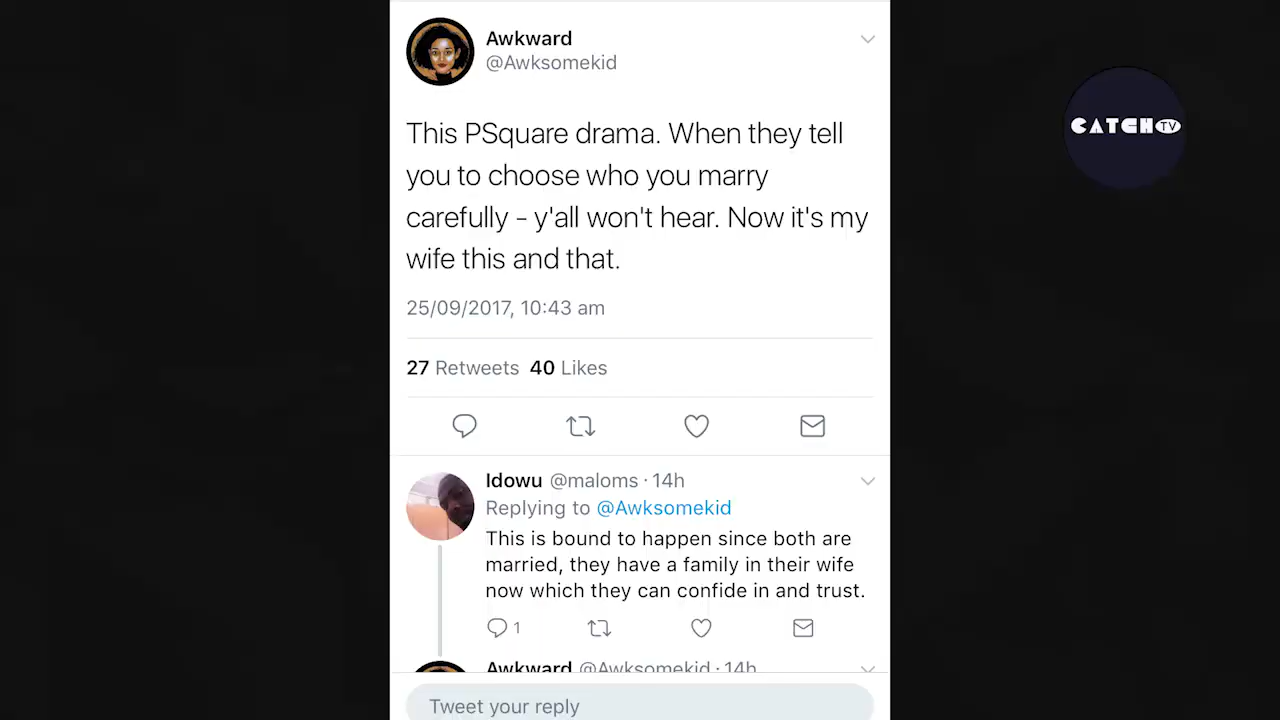 Awkward
@Awksomekid
CATCH TV
This PSquare drama. When they tell
you to choose who you marry
carefully - y'all won't hear. Now it's my
wife this and that.
25/09/2017, 10:43 am
27 Retweets 40 Likes
Idowu @maloms · 14h
Replying to @Awksomekid
This is bound to happen since both are
married, they have a family in their wife
now which they can confide in and trust.
1
Awkward @Awksomekid · 14h
Tweet your reply